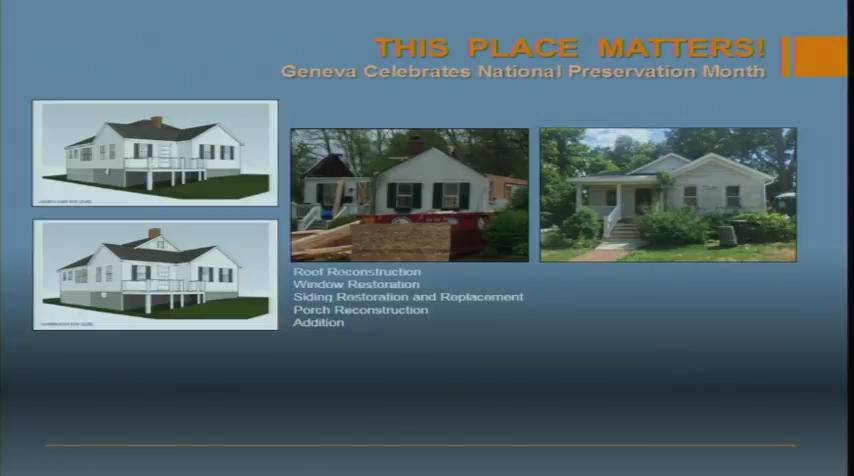 THIS PLACE MATTERS!
Geneva Celebrates National Preservation Month
Roof Reconstruction
Window Restoration
Siding Restoration and Replacement
Porch Reconstruction
Addition